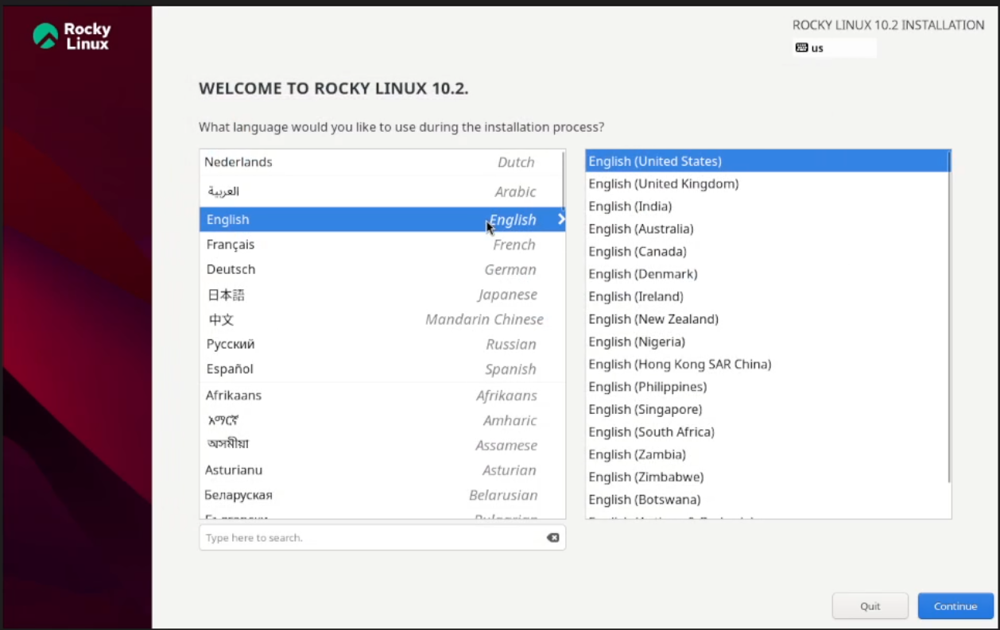 Rocky
Linux
ROCKY LINUX 10.2 INSTALLATION
us
WELCOME TO ROCKY LINUX 10.2.
What language would you like to use during the installation process?
Nederlands Dutch
العربية Arabic
English English
Français French
Deutsch German
日本語 Japanese
中文 Mandarin Chinese
Русский Russian
Español Spanish
Afrikaans Afrikaans
አማርኛ Amharic
অসমীয়া Assamese
Asturianu Asturian
Беларуская Belarusian
English (United States)
English (United Kingdom)
English (India)
English (Australia)
English (Canada)
English (Denmark)
English (Ireland)
English (New Zealand)
English (Nigeria)
English (Hong Kong SAR China)
English (Philippines)
English (Singapore)
English (South Africa)
English (Zambia)
English (Zimbabwe)
English (Botswana)
Type here to search.
Quit
Continue